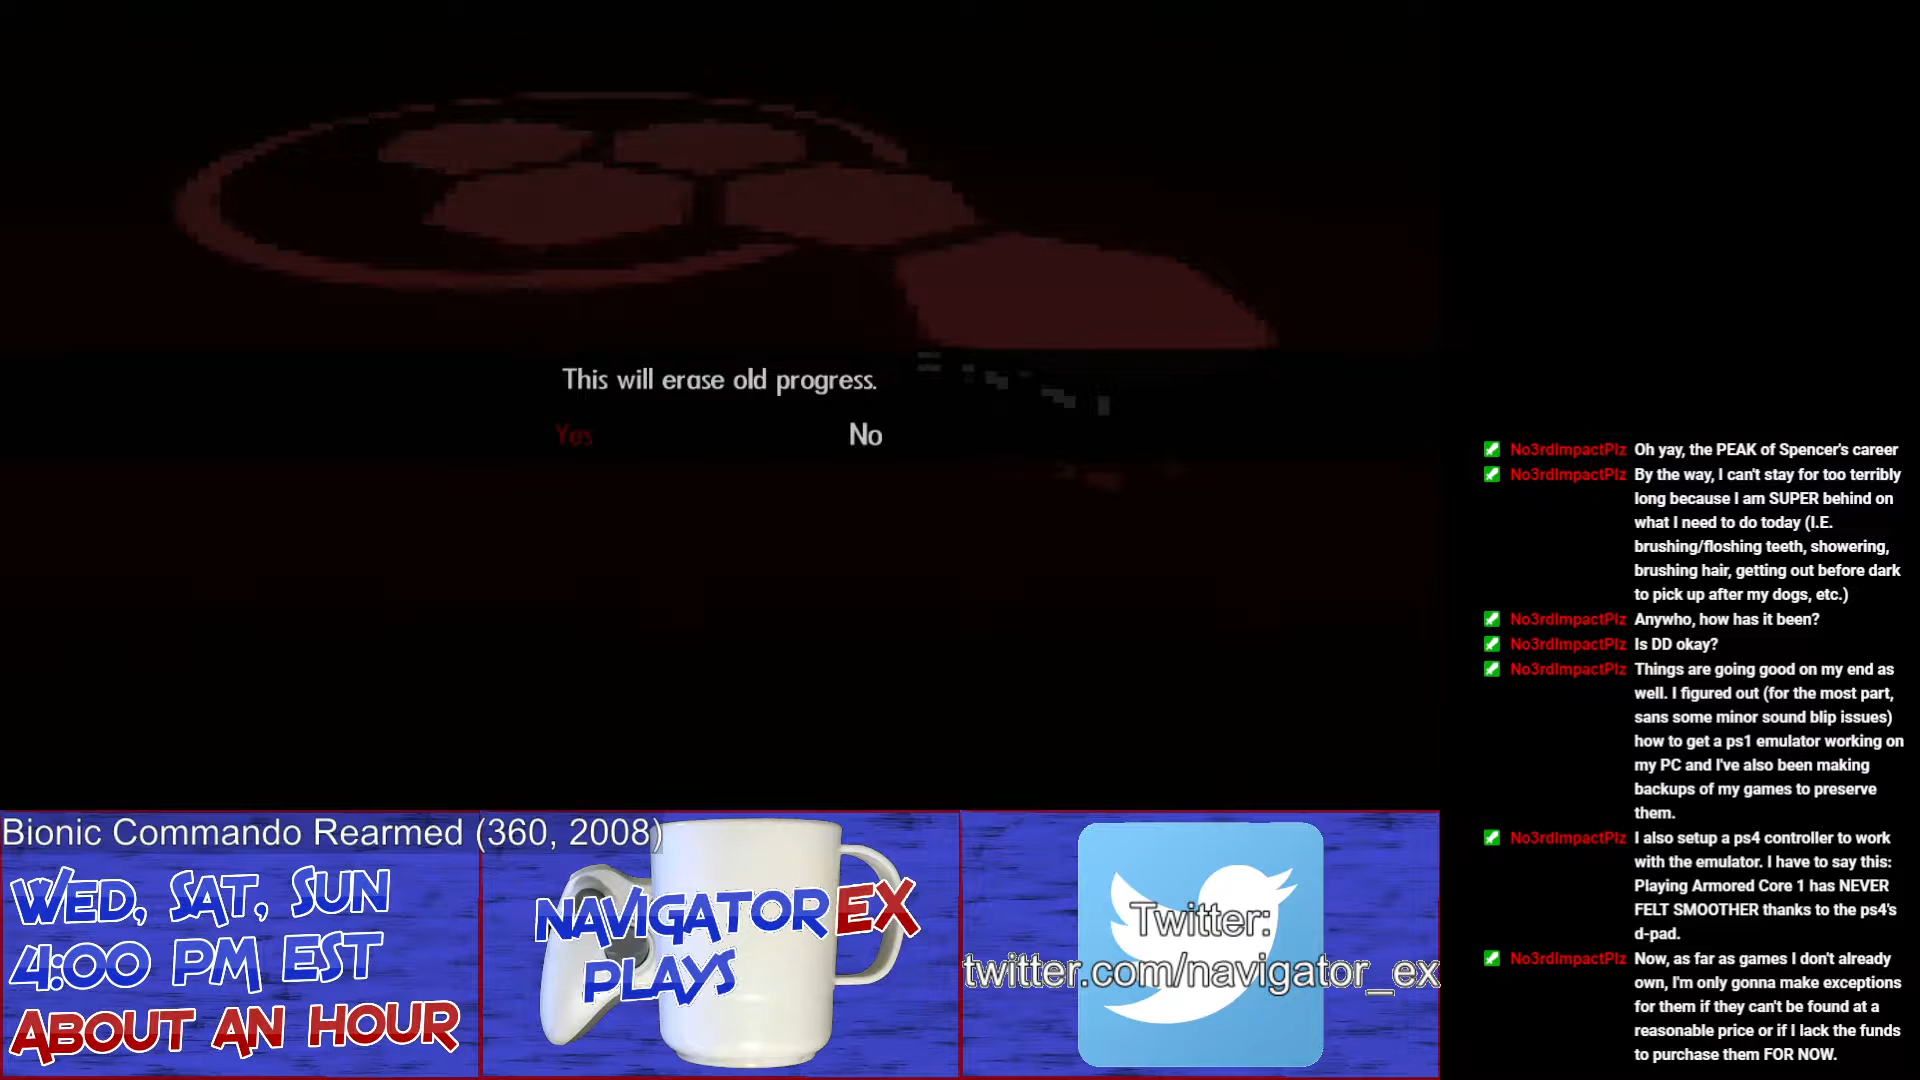 This will erase old progress.
Yes No
No3rdImpactPlz Oh yay, the PEAK of Spencer's career
No3rdImpactPlz By the way, I can't stay for too terribly
long because I am SUPER behind on
what I need to do today (I.E.
brushing/floshing teeth, showering,
brushing hair, getting out before dark
to pick up after my dogs, etc.)
No3rdImpactPlz Anywho, how has it been?
No3rdImpactPlz Is DD okay?
No3rdImpactPlz Things are going good on my end as
well. I figured out (for the most part,
sans some minor sound blip issues)
how to get a ps1 emulator working on
my PC and I've also been making
backups of my games to preserve
them.
No3rdImpactPlz I also setup a ps4 controller to work
with the emulator. I have to say this:
Playing Armored Core 1 has NEVER
FELT SMOOTHER thanks to the ps4's
d-pad.
No3rdImpactPlz Now, as far as games I don't already
own, I'm only gonna make exceptions
for them if they can't be found at a
reasonable price or if I lack the funds
to purchase them FOR NOW.
Bionic Commando Rearmed (360, 2008)
WED, SAT, SUN
4:00 PM EST
ABOUT AN HOUR
NAVIGATOR EX
PLAYS
Twitter:
twitter.com/navigator_ex